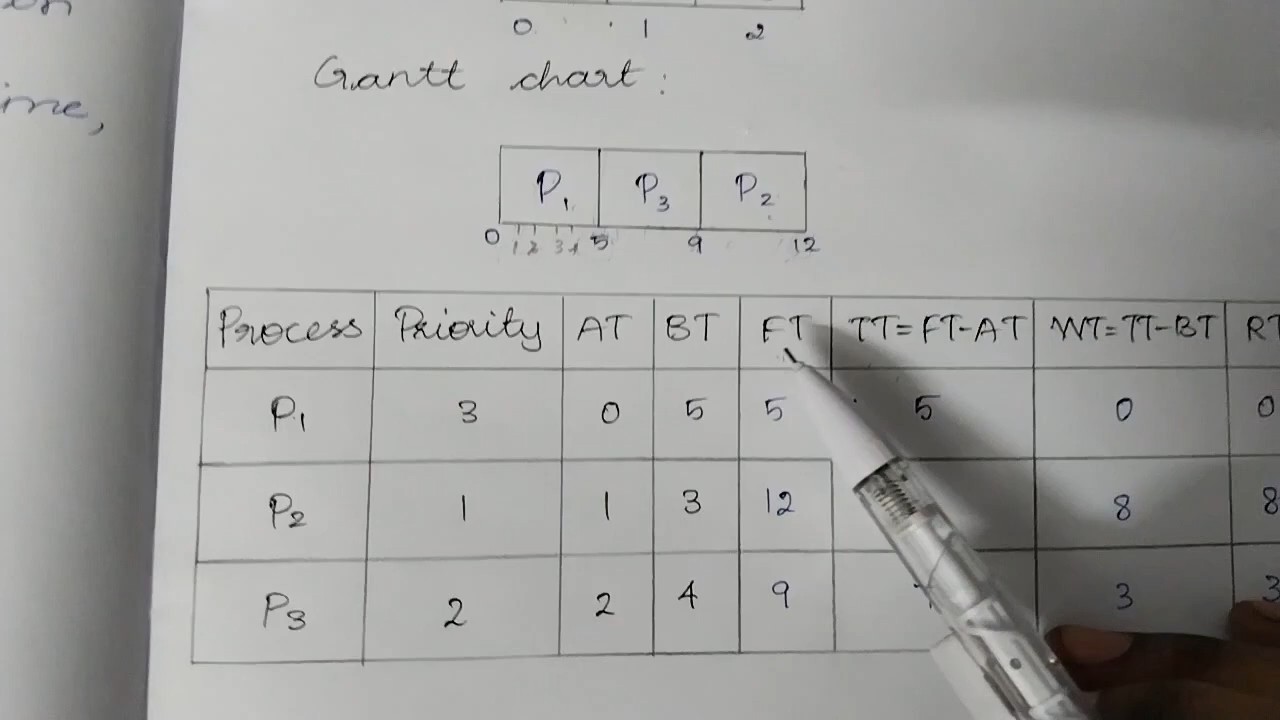 0 1 2
Gantt chart:
P1 P3 P2
0 1 2 3 4 5 9 12
ime,
Process Priority AT BT FT TT=FT-AT WT=TT-BT RT
P1 3 0 5 5 5 0 0
P2 1 1 3 12 8 8
P3 2 2 4 9 3 3